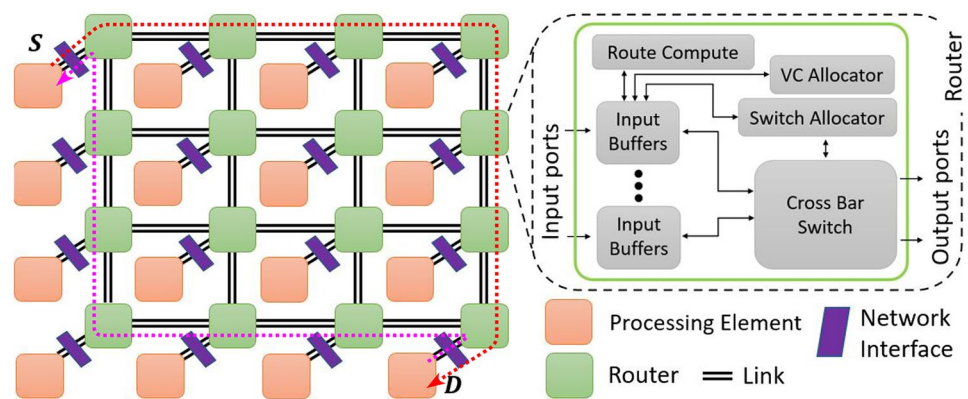 S
D
Route Compute
VC Allocator
Switch Allocator
Input
Buffers
Input
Buffers
Cross Bar
Switch
Input ports
Output ports
Router
Processing Element
Network
Interface
Router
Link